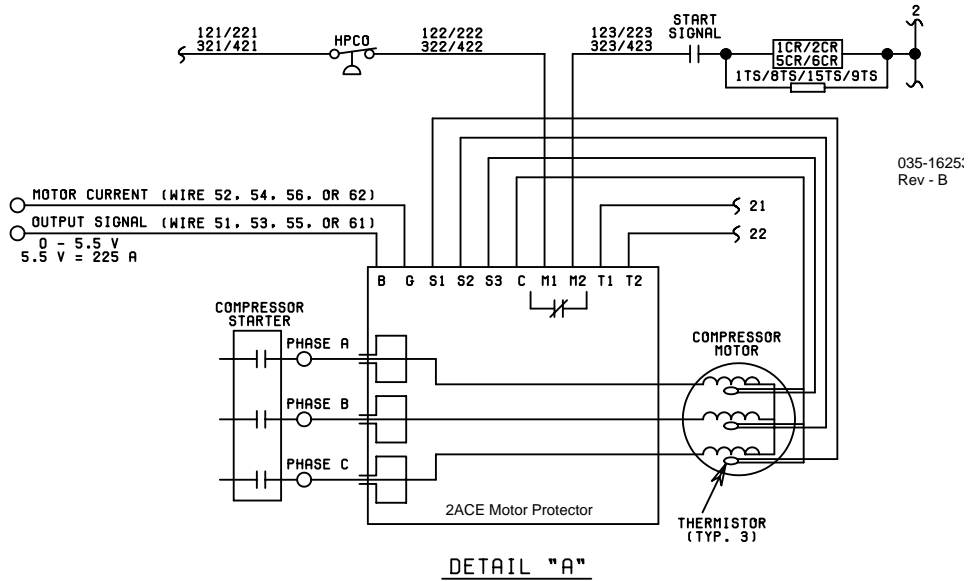 2
START
SIGNAL
121/221
321/421
HPCO
122/222
322/422
123/223
323/423
1CR/2CR
5CR/6CR
1TS/8TS/15TS/9TS
035-16253
Rev - B
MOTOR CURRENT (WIRE 52, 54, 56, OR 62)
OUTPUT SIGNAL (WIRE 51, 53, 55, OR 61)
0 - 5.5 V
5.5 V = 225 A
21
22
B G S1 S2 S3 C M1 M2 T1 T2
COMPRESSOR
STARTER
PHASE A
PHASE B
PHASE C
COMPRESSOR
MOTOR
2ACE Motor Protector
THERMISTOR
(TYP. 3)
DETAIL "A"